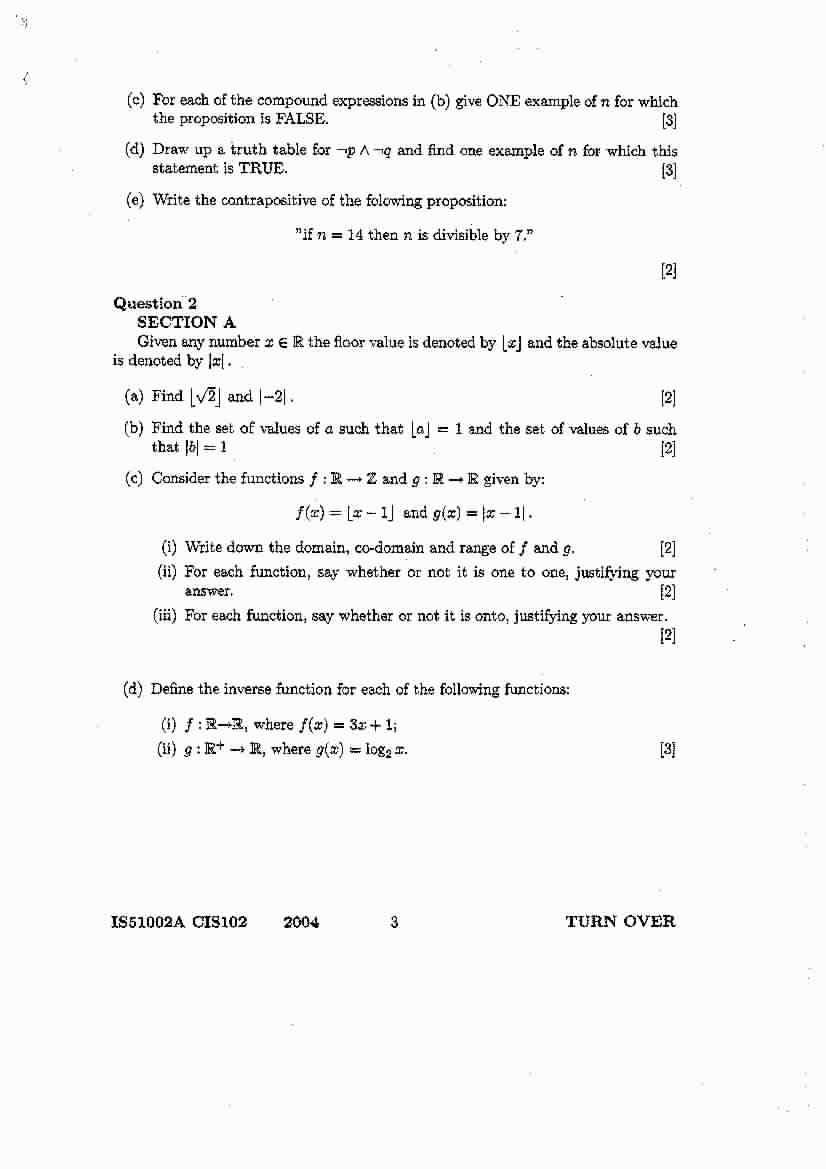 (c) For each of the compound expressions in (b) give ONE example of n for which
the proposition is FALSE. [3]
(d) Draw up a truth table for ¬p ∧ ¬q and find one example of n for which this
statement is TRUE. [3]
(e) Write the contrapositive of the folowing proposition:
"if n = 14 then n is divisible by 7."
[2]
Question 2
SECTION A
Given any number x ∈ ℝ the floor value is denoted by ⌊x⌋ and the absolute value
is denoted by |x| .
(a) Find ⌊√2⌋ and |−2| . [2]
(b) Find the set of values of a such that ⌊a⌋ = 1 and the set of values of b such
that |b| = 1 [2]
(c) Consider the functions f : ℝ → ℤ and g : ℝ → ℝ given by:
f(x) = ⌊x − 1⌋ and g(x) = |x − 1| .
(i) Write down the domain, co-domain and range of f and g. [2]
(ii) For each function, say whether or not it is one to one, justifying your
answer. [2]
(iii) For each function, say whether or not it is onto, justifying your answer.
[2]
(d) Define the inverse function for each of the following functions:
(i) f : ℝ→ℝ, where f(x) = 3x + 1;
(ii) g : ℝ⁺ → ℝ, where g(x) = log₂ x. [3]
IS51002A CIS102 2004 3 TURN OVER